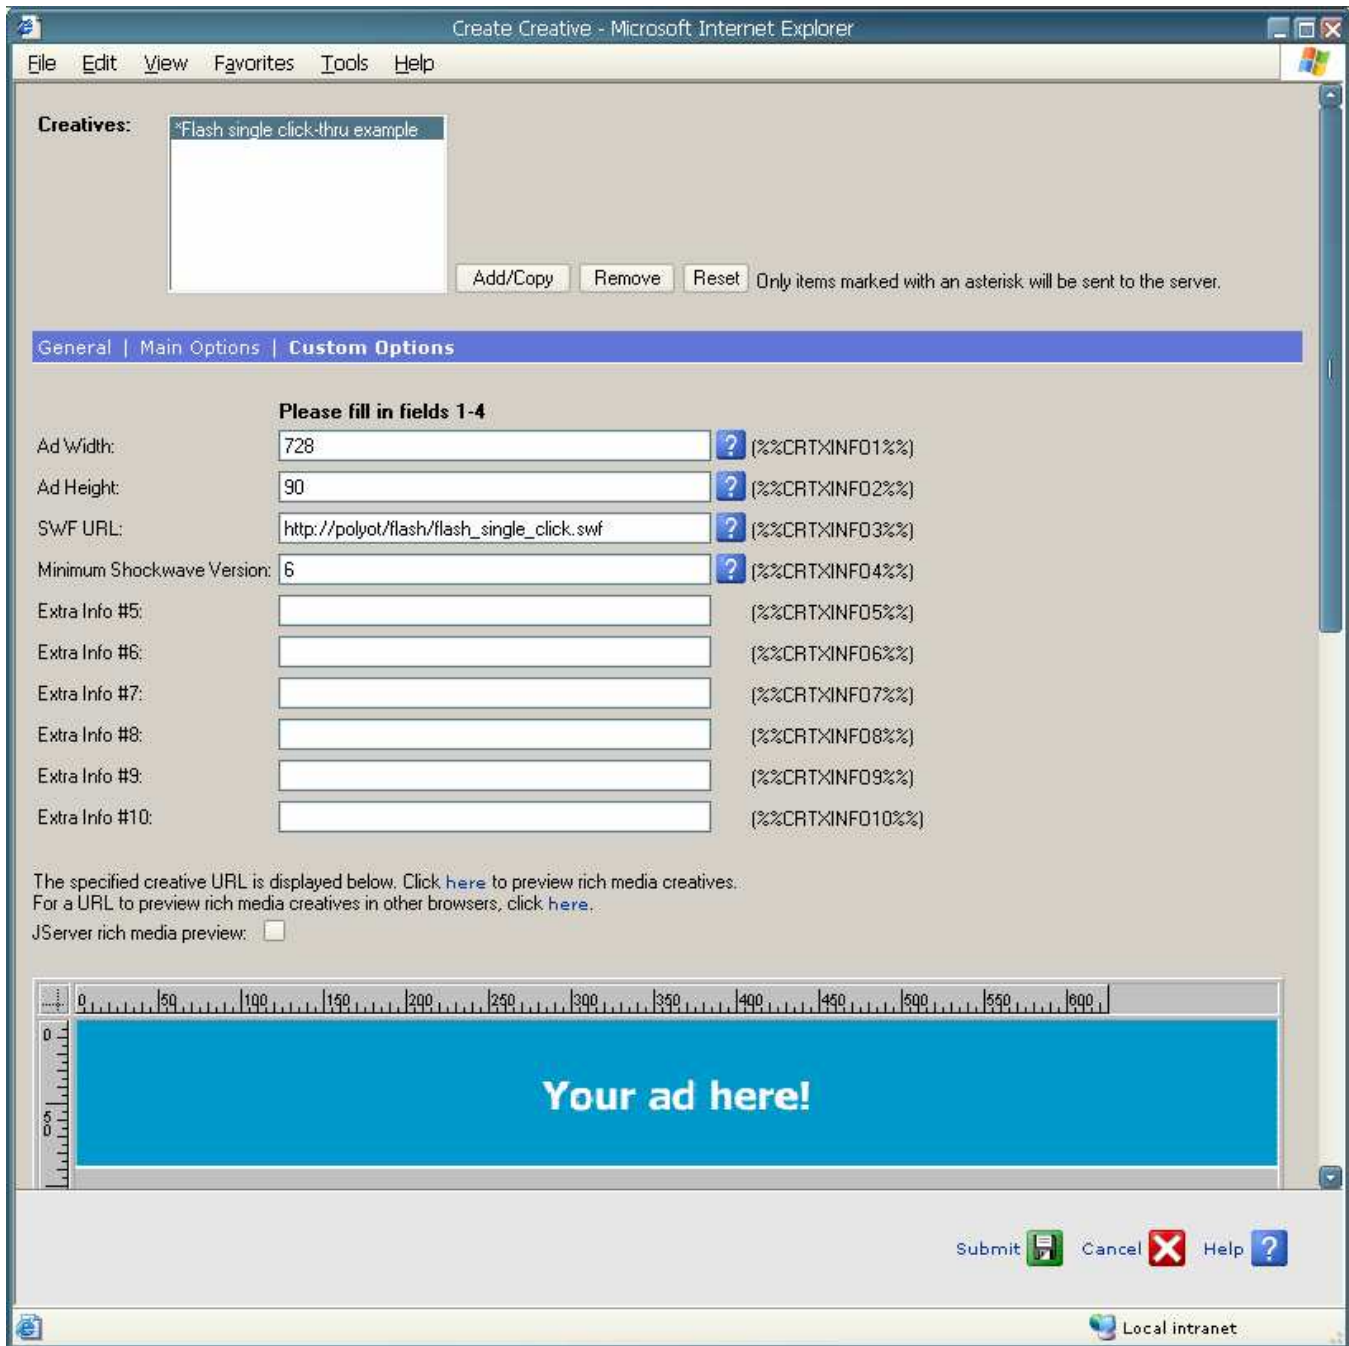 Create Creative - Microsoft Internet Explorer
File Edit View Favorites Tools Help
Creatives:
*Flash single click-thru example
Add/Copy Remove Reset Only items marked with an asterisk will be sent to the server.
General | Main Options | Custom Options
Please fill in fields 1-4
Ad Width: 728 ? (%%CRTXINFO1%%)
Ad Height: 90 ? (%%CRTXINFO2%%)
SWF URL: http://polyot/flash/flash_single_click.swf ? (%%CRTXINFO3%%)
Minimum Shockwave Version: 6 ? (%%CRTXINFO4%%)
Extra Info #5: (%%CRTXINFO5%%)
Extra Info #6: (%%CRTXINFO6%%)
Extra Info #7: (%%CRTXINFO7%%)
Extra Info #8: (%%CRTXINFO8%%)
Extra Info #9: (%%CRTXINFO9%%)
Extra Info #10: (%%CRTXINFO10%%)
The specified creative URL is displayed below. Click here to preview rich media creatives.
For a URL to preview rich media creatives in other browsers, click here.
JServer rich media preview:
0 50 100 150 200 250 300 350 400 450 500 550 600
0
50
Your ad here!
Submit Cancel Help ?
Local intranet